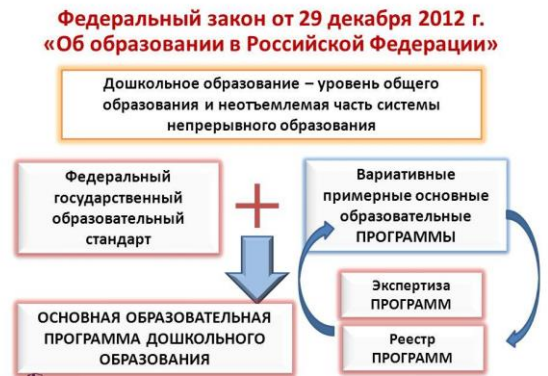 Федеральный закон от 29 декабря 2012 г.
«Об образовании в Российской Федерации»
Дошкольное образование – уровень общего
образования и неотъемлемая часть системы
непрерывного образования
Федеральный
государственный
образовательный
стандарт
Вариативные
примерные основные
образовательные
ПРОГРАММЫ
Экспертиза
ПРОГРАММ
ОСНОВНАЯ ОБРАЗОВАТЕЛЬНАЯ
ПРОГРАММА ДОШКОЛЬНОГО
ОБРАЗОВАНИЯ
Реестр
ПРОГРАММ